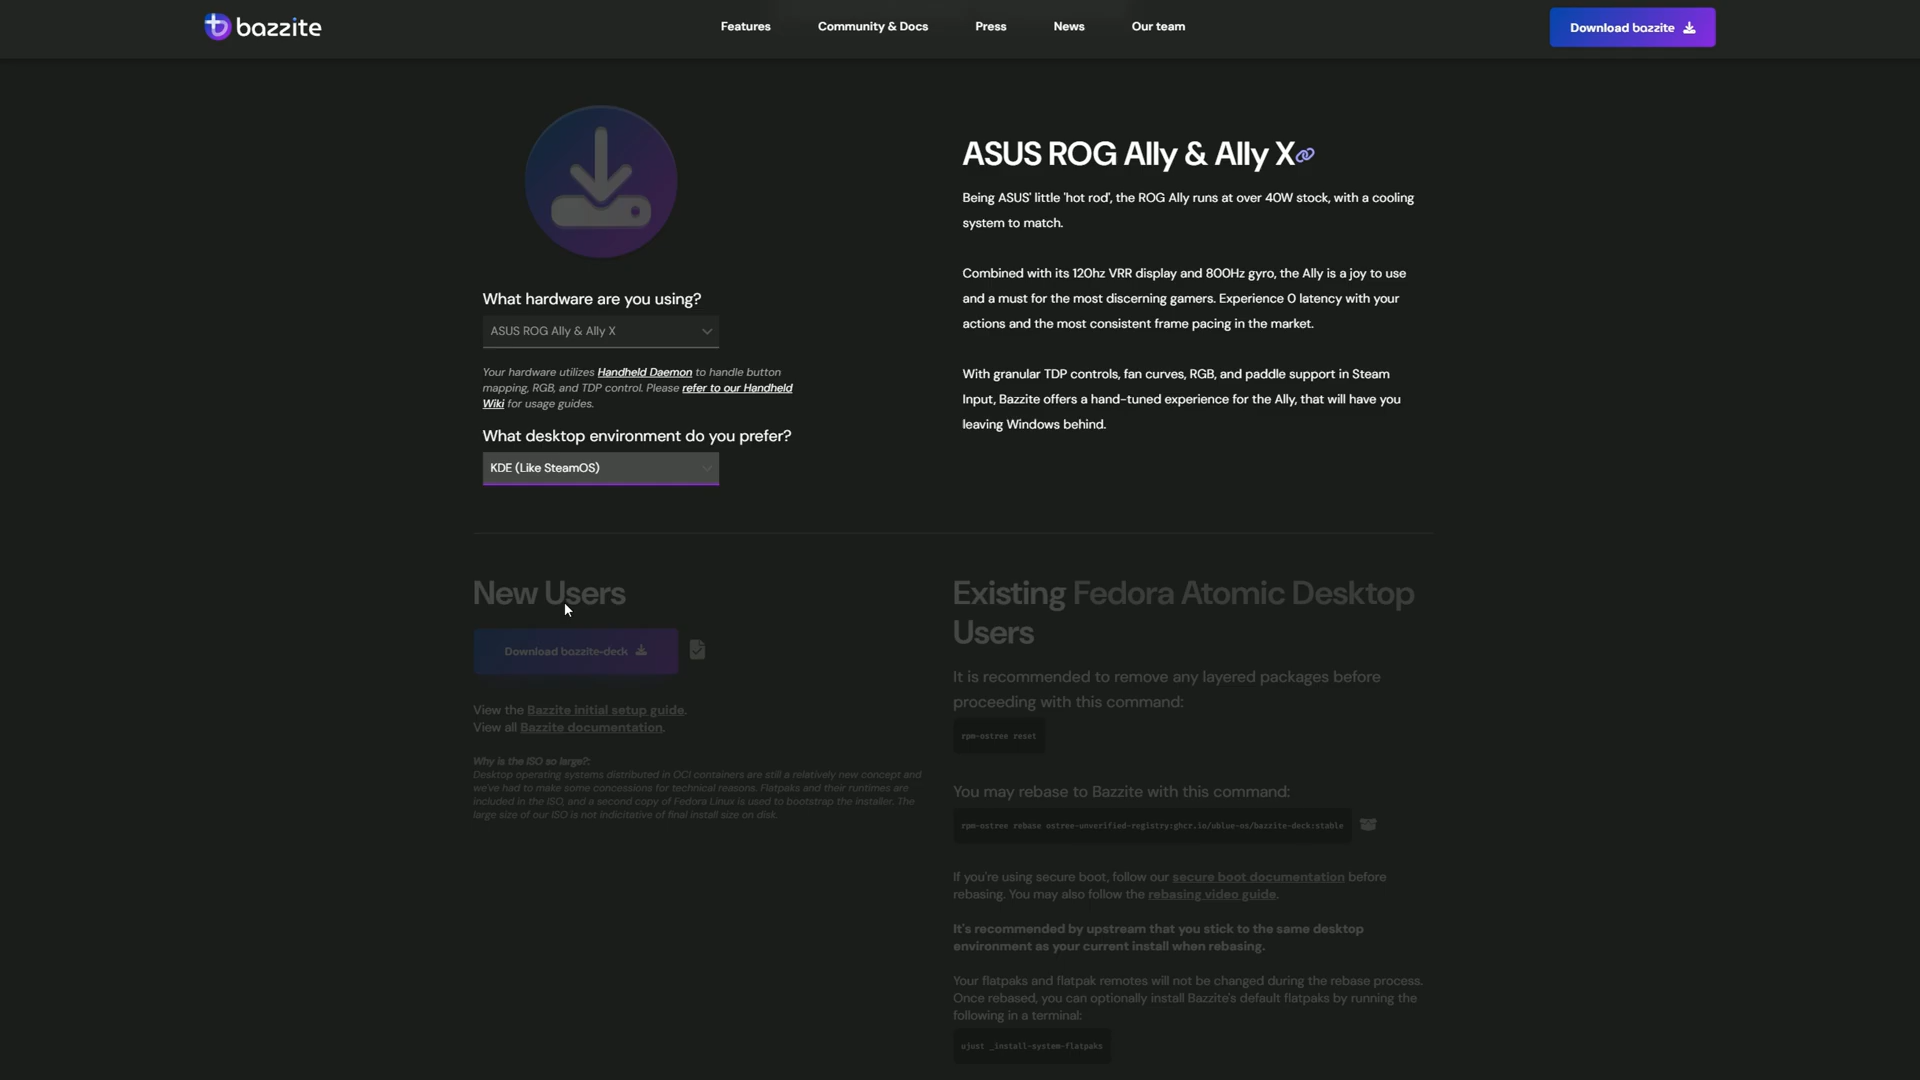 bazzite
Features
Community & Docs
Press
News
Our team
Download bazzite
What hardware are you using?
ASUS ROG Ally & Ally X
Your hardware utilizes Handheld Daemon to handle button
mapping, RGB, and TDP control. Please refer to our Handheld
Wiki for usage guides.
What desktop environment do you prefer?
KDE (Like SteamOS)
ASUS ROG Ally & Ally X
Being ASUS' little 'hot rod', the ROG Ally runs at over 40W stock, with a cooling
system to match.
Combined with its 120hz VRR display and 800Hz gyro, the Ally is a joy to use
and a must for the most discerning gamers. Experience 0 latency with your
actions and the most consistent frame pacing in the market.
With granular TDP controls, fan curves, RGB, and paddle support in Steam
Input, Bazzite offers a hand-tuned experience for the Ally, that will have you
leaving Windows behind.
New Users
Download bazzite-deck
View the Bazzite initial setup guide.
View all Bazzite documentation.
Why is the ISO so large?:
Desktop operating systems distributed in OCI containers are still a relatively new concept and
we've had to make some concessions for technical reasons. Flatpaks and their runtimes are
included in the ISO, and a second copy of Fedora Linux is used to bootstrap the installer. The
large size of our ISO is not indicitative of final install size on disk.
Existing Fedora Atomic Desktop
Users
It is recommended to remove any layered packages before
proceeding with this command:
rpm-ostree reset
You may rebase to Bazzite with this command:
rpm-ostree rebase ostree-unverified-registry:ghcr.io/ublue-os/bazzite-deck:stable
If you're using secure boot, follow our secure boot documentation before
rebasing. You may also follow the rebasing video guide.
It's recommended by upstream that you stick to the same desktop
environment as your current install when rebasing.
Your flatpaks and flatpak remotes will not be changed during the rebase process.
Once rebased, you can optionally install Bazzite's default flatpaks by running the
following in a terminal:
ujust _install-system-flatpaks